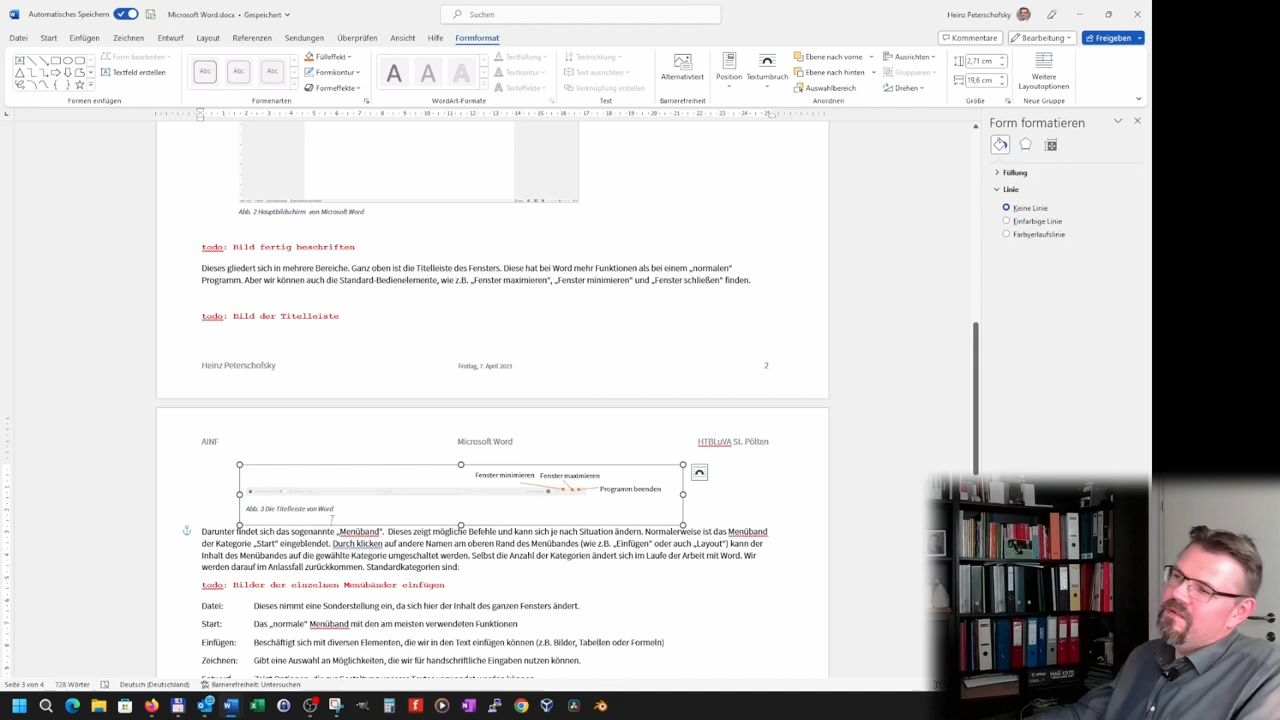 Automatisches Speichern
Microsoft Word.docx • Gespeichert
Suchen
Heinz Peterschofsky
Datei Start Einfügen Zeichnen Entwurf Layout Referenzen Sendungen Überprüfen Ansicht Hilfe Formformat
Kommentare Bearbeitung Freigeben
Form bearbeiten
Textfeld erstellen
Formen einfügen
Abc Abc Abc
Fülleffekt
Formkontur
Formeffekte
Formenarten
A A A
Textfüllung
Textkontur
Texteffekte
WordArt-Formate
Textrichtung
Text ausrichten
Verknüpfung erstellen
Text
Alternativtext
Barrierefreiheit
Position Textumbruch
Ebene nach vorne
Ebene nach hinten
Auswahlbereich
Ausrichten
Gruppieren
Drehen
Anordnen
2,71 cm
19,6 cm
Größe
Weitere
Layoutoptionen
Neue Gruppe
Form formatieren
Füllung
Linie
Keine Linie
Einfarbige Linie
Farbverlaufslinie
Abb. 2 Hauptbildschirm von Microsoft Word
todo: Bild fertig beschriften
Dieses gliedert sich in mehrere Bereiche. Ganz oben ist die Titelleiste des Fensters. Diese hat bei Word mehr Funktionen als bei einem „normalen"
Programm. Aber wir können auch die Standard-Bedienelemente, wie z.B. „Fenster maximieren", „Fenster minimieren" und „Fenster schließen" finden.
todo: Bild der Titelleiste
Heinz Peterschofsky Freitag, 7. April 2023 2
AINF Microsoft Word HTBLuVA St. Pölten
Fenster minimieren Fenster maximieren
Programm beenden
Abb. 3 Die Titelleiste von Word
Darunter findet sich das sogenannte „Menüband". Dieses zeigt mögliche Befehle und kann sich je nach Situation ändern. Normalerweise ist das Menüband
der Kategorie „Start" eingeblendet. Durch klicken auf andere Namen am oberen Rand des Menübandes (wie z.B. „Einfügen" oder auch „Layout") kann der
Inhalt des Menübandes auf die gewählte Kategorie umgeschaltet werden. Selbst die Anzahl der Kategorien ändert sich im Laufe der Arbeit mit Word. Wir
werden darauf im Anlassfall zurückkommen. Standardkategorien sind:
todo: Bilder der einzelnen Menübänder einfügen
Datei: Dieses nimmt eine Sonderstellung ein, da sich hier der Inhalt des ganzen Fensters ändert.
Start: Das „normale" Menüband mit den am meisten verwendeten Funktionen
Einfügen: Beschäftigt sich mit diversen Elementen, die wir in den Text einfügen können (z.B. Bilder, Tabellen oder Formeln)
Zeichnen: Gibt eine Auswahl an Möglichkeiten, die wir für handschriftliche Eingaben nutzen können.
Seite 3 von 4 728 Wörter Deutsch (Deutschland) Barrierefreiheit: Untersuchen